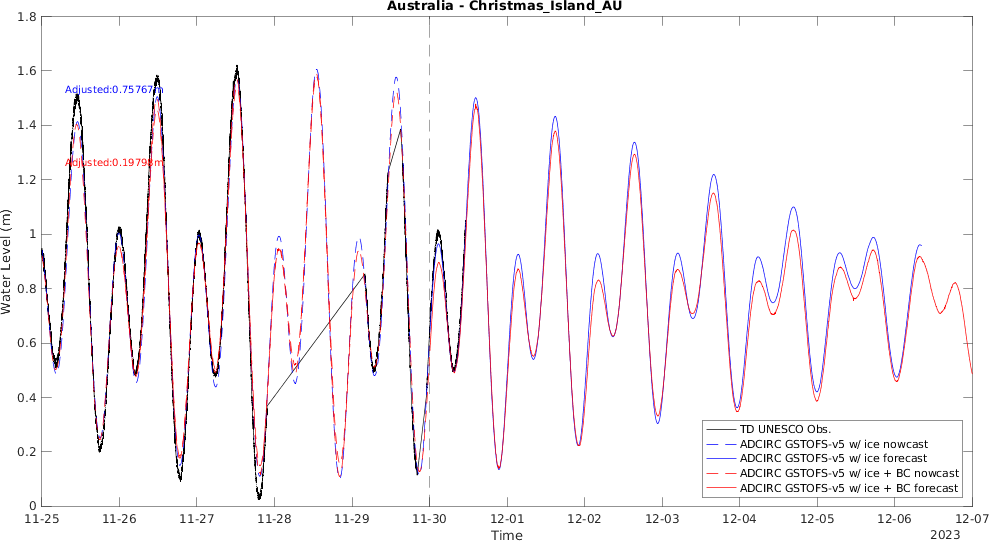 Australia - Christmas_Island_AU
1.8
1.6
1.4
1.2
1
0.8
0.6
0.4
0.2
0
Water Level (m)
Adjusted:0.75767m
Adjusted:0.19798m
TD UNESCO Obs.
ADCIRC GSTOFS-v5 w/ ice nowcast
ADCIRC GSTOFS-v5 w/ ice forecast
ADCIRC GSTOFS-v5 w/ ice + BC nowcast
ADCIRC GSTOFS-v5 w/ ice + BC forecast
11-25 11-26 11-27 11-28 11-29 11-30 12-01 12-02 12-03 12-04 12-05 12-06 12-07
Time
2023